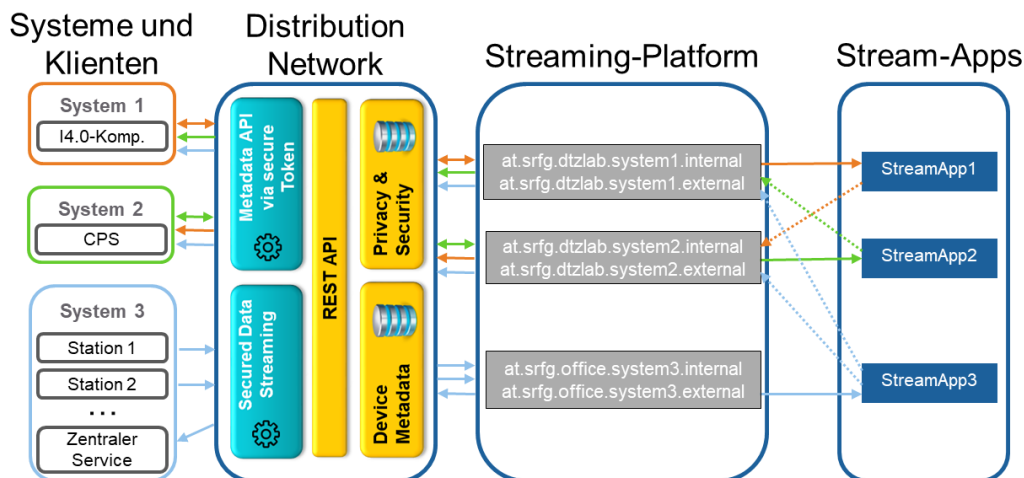 Systeme und
Klienten
System 1
I4.0-Komp.
System 2
CPS
System 3
Station 1
Station 2
...
Zentraler
Service
Distribution
Network
Metadata API
via secure
Token
Secured Data
Streaming
REST API
Privacy &
Security
Device
Metadata
Streaming-Platform
at.srfg.dtzlab.system1.internal
at.srfg.dtzlab.system1.external
at.srfg.dtzlab.system2.internal
at.srfg.dtzlab.system2.external
at.srfg.office.system3.internal
at.srfg.office.system3.external
Stream-Apps
StreamApp1
StreamApp2
StreamApp3